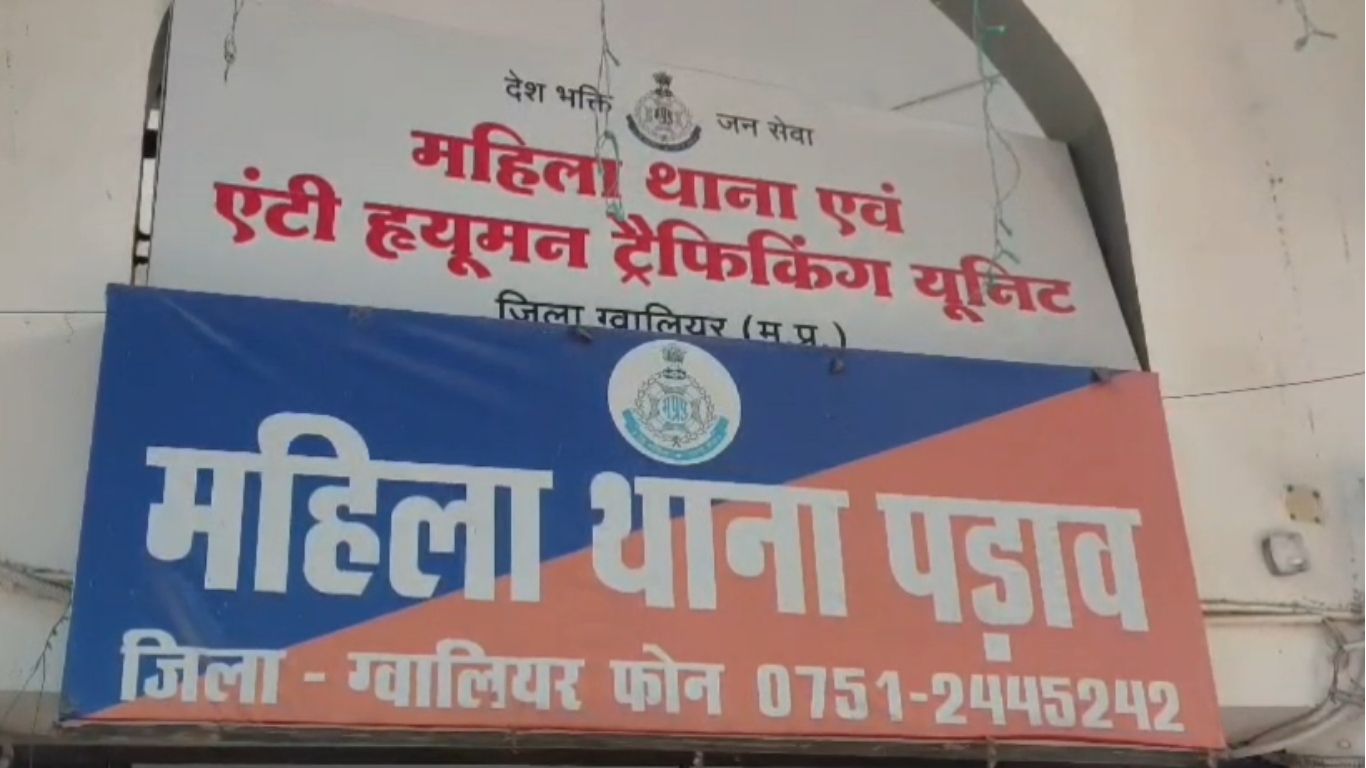 देश भक्ति जन सेवा
महिला थाना एवं
एंटी ह्यूमन ट्रैफिकिंग यूनिट
जिला ग्वालियर (म.प्र.)
महिला थाना पड़ाव
जिला - ग्वालियर फोन 0751-2445242